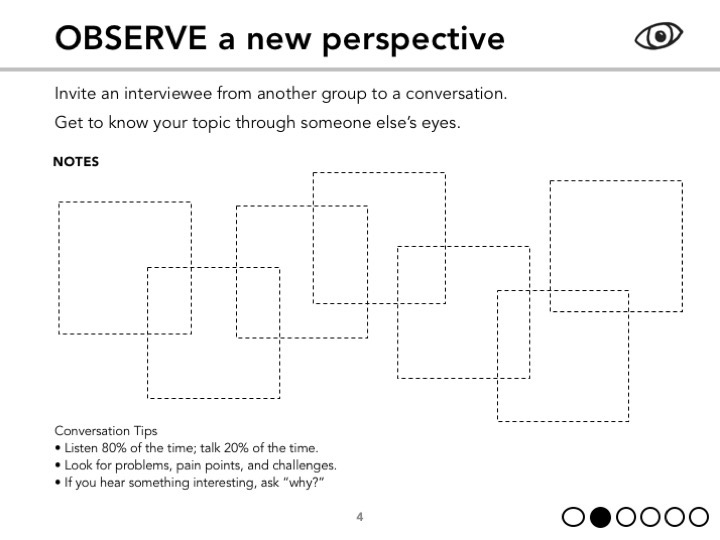 OBSERVE a new perspective
Invite an interviewee from another group to a conversation.
Get to know your topic through someone else’s eyes.
NOTES
Conversation Tips
• Listen 80% of the time; talk 20% of the time.
• Look for problems, pain points, and challenges.
• If you hear something interesting, ask “why?”
4